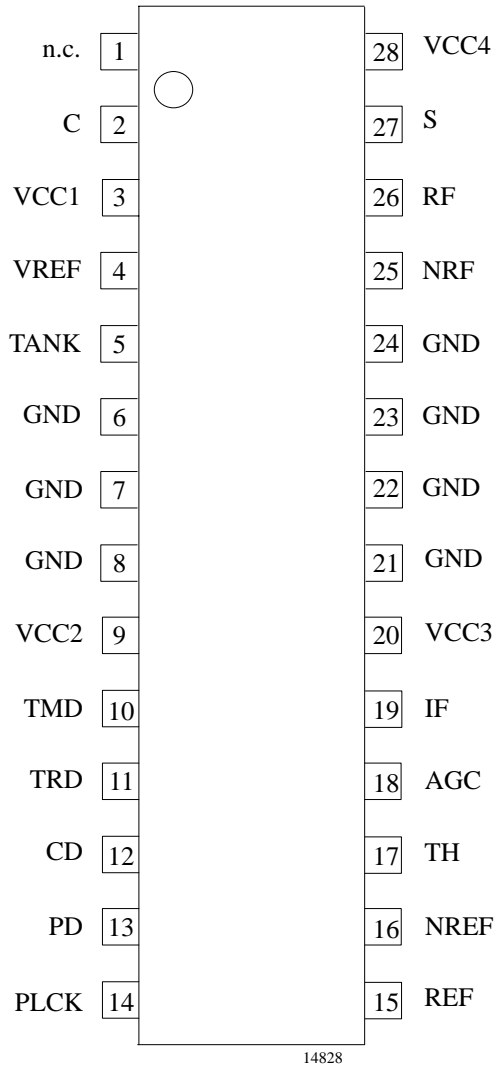 n.c. 1 28 VCC4
C 2 27 S
VCC1 3 26 RF
VREF 4 25 NRF
TANK 5 24 GND
GND 6 23 GND
GND 7 22 GND
GND 8 21 GND
VCC2 9 20 VCC3
TMD 10 19 IF
TRD 11 18 AGC
CD 12 17 TH
PD 13 16 NREF
PLCK 14 15 REF
14828